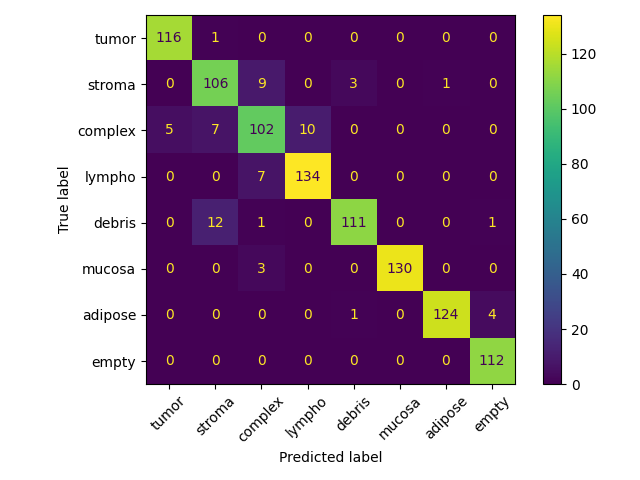 tumor 116 1 0 0 0 0 0 0
stroma 0 106 9 0 3 0 1 0
complex 5 7 102 10 0 0 0 0
lympho 0 0 7 134 0 0 0 0
debris 0 12 1 0 111 0 0 1
mucosa 0 0 3 0 0 130 0 0
adipose 0 0 0 0 1 0 124 4
empty 0 0 0 0 0 0 0 112
tumor stroma complex lympho debris mucosa adipose empty
Predicted label
True label
120
100
80
60
40
20
0